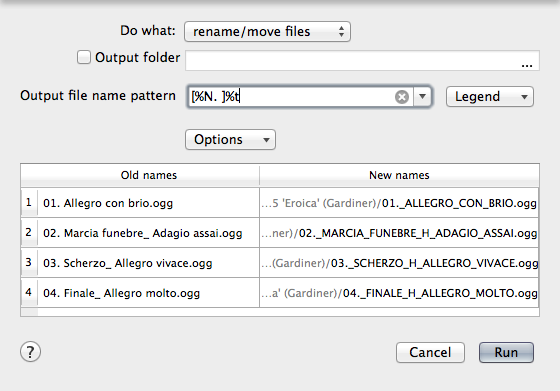 Do what: rename/move files
Output folder ...
Output file name pattern [%N. ]%t Legend
Options
Old names New names
1 01. Allegro con brio.ogg ...5 'Eroica' (Gardiner)/01._ALLEGRO_CON_BRIO.ogg
2 02. Marcia funebre_ Adagio assai.ogg ...ner)/02._MARCIA_FUNEBRE_H_ADAGIO_ASSAI.ogg
3 03. Scherzo_ Allegro vivace.ogg ...(Gardiner)/03._SCHERZO_H_ALLEGRO_VIVACE.ogg
4 04. Finale_ Allegro molto.ogg ...a' (Gardiner)/04._FINALE_H_ALLEGRO_MOLTO.ogg
? Cancel Run